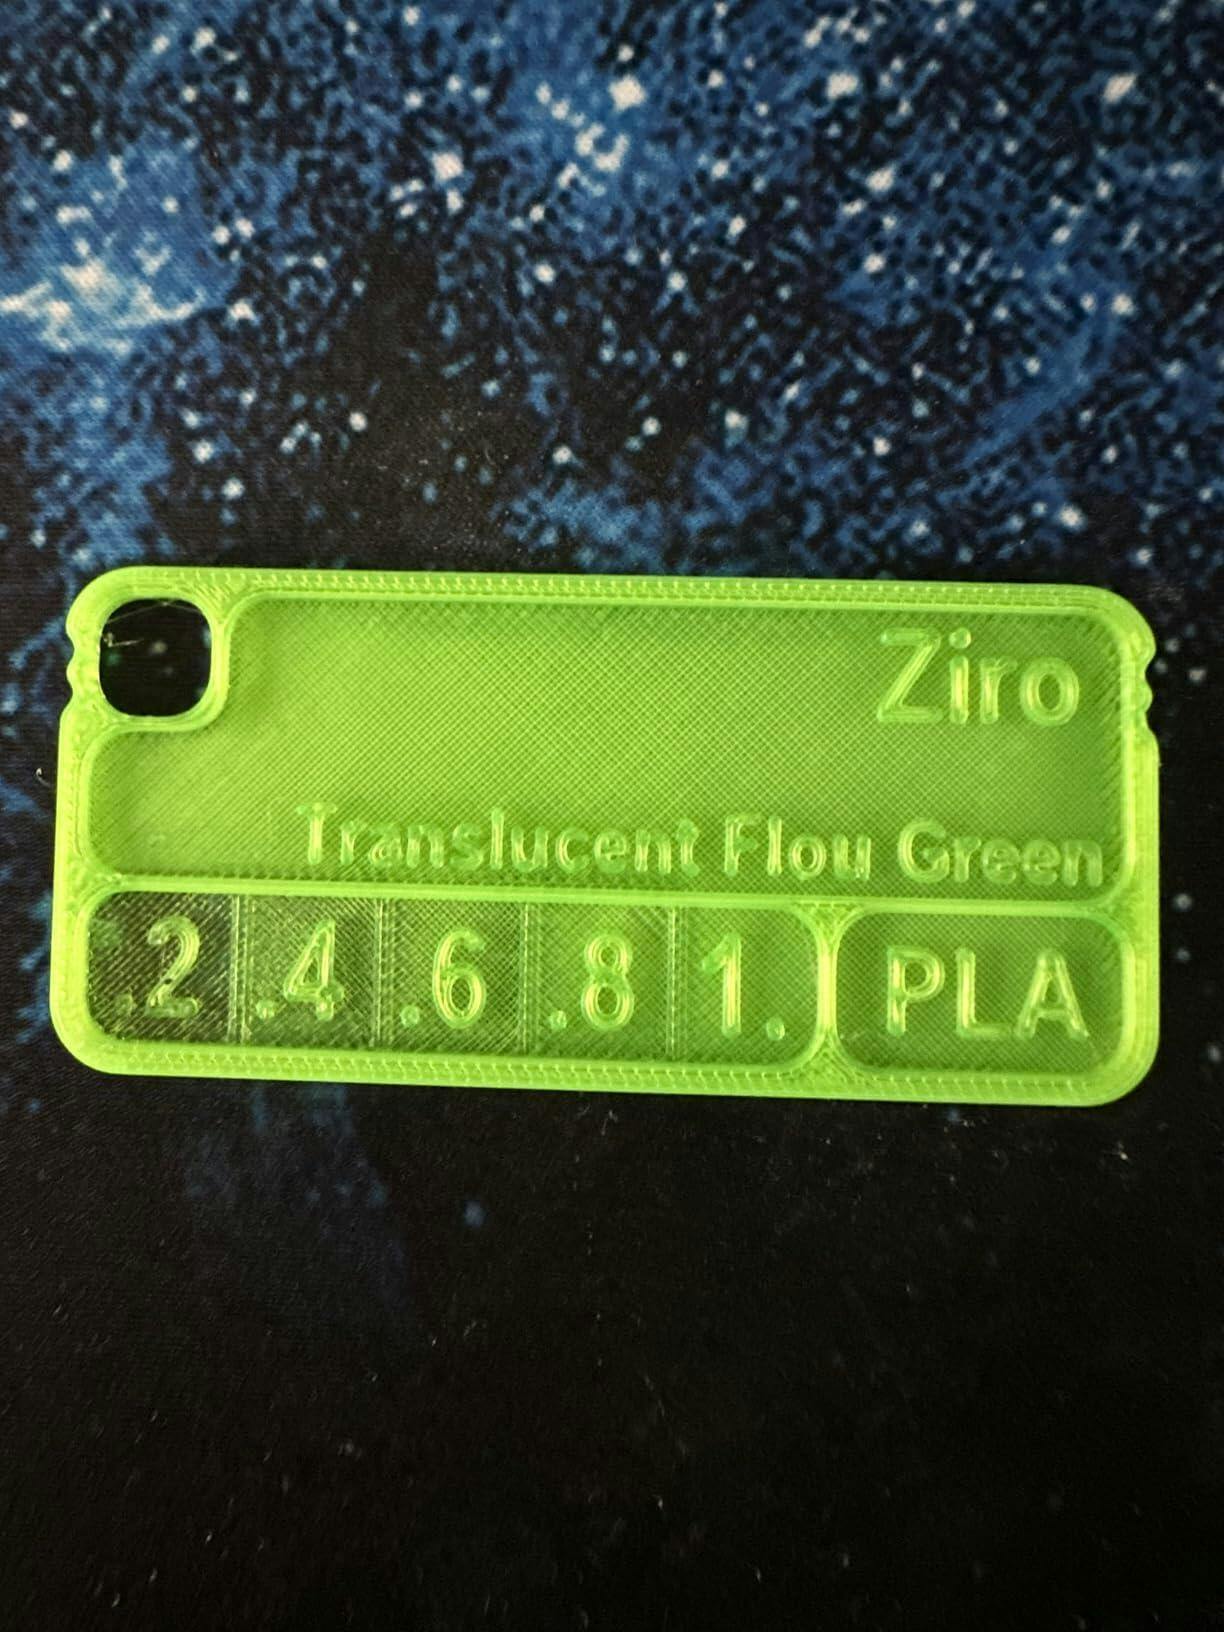 Ziro
Translucent Flou Green
.2 .4 .6 .8 1. PLA